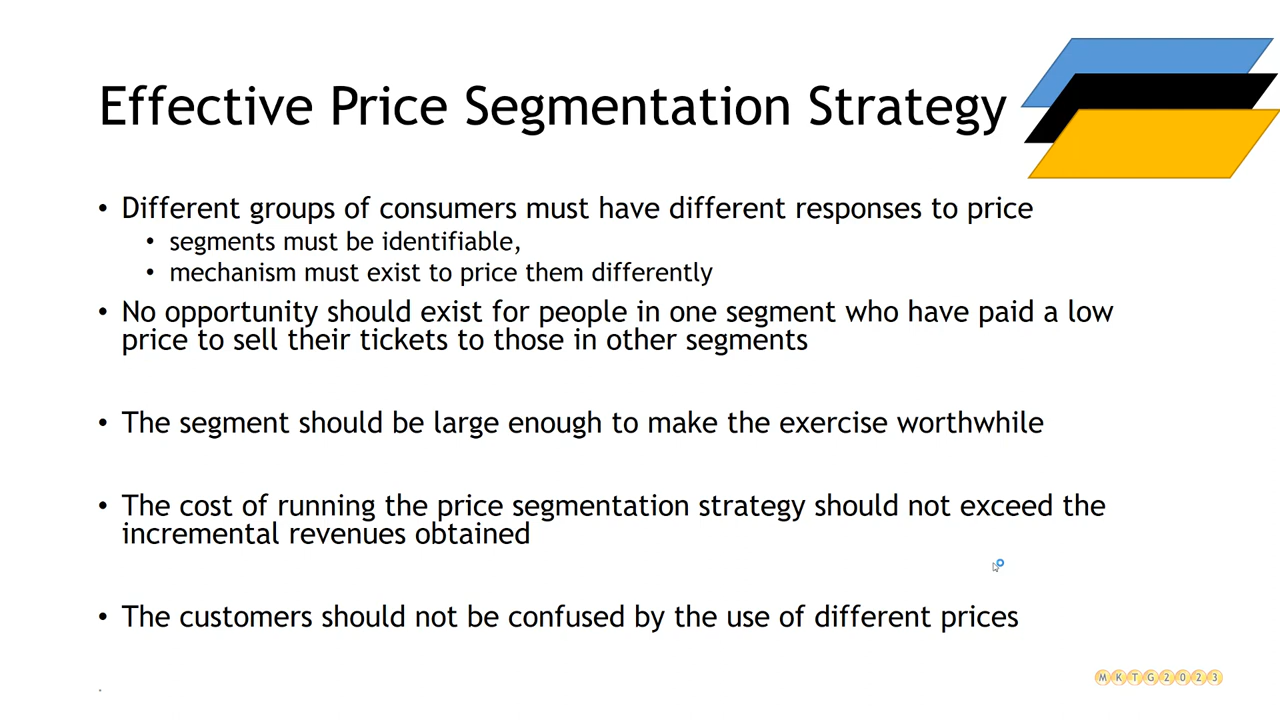 Effective Price Segmentation Strategy
• Different groups of consumers must have different responses to price
• segments must be identifiable,
• mechanism must exist to price them differently
• No opportunity should exist for people in one segment who have paid a low
price to sell their tickets to those in other segments
• The segment should be large enough to make the exercise worthwhile
• The cost of running the price segmentation strategy should not exceed the
incremental revenues obtained
• The customers should not be confused by the use of different prices
MKTG2023
.